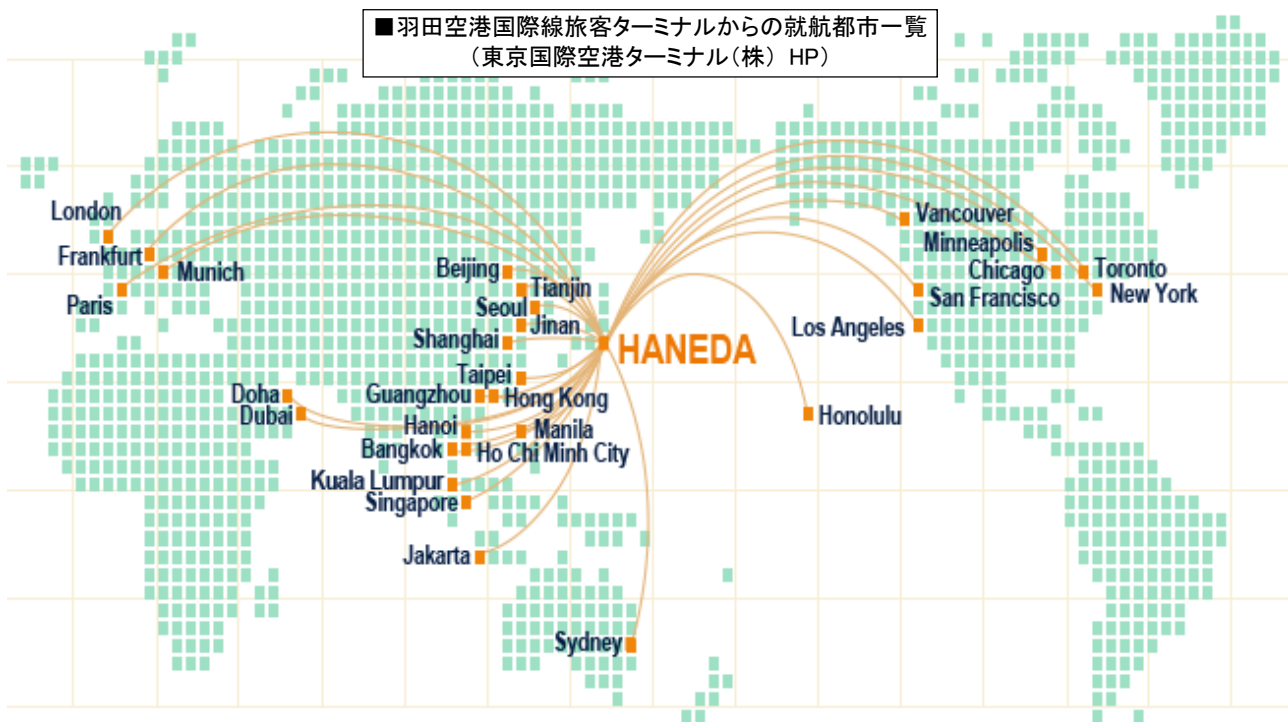 ■羽田空港国際線旅客ターミナルからの就航都市一覧
(東京国際空港ターミナル(株) HP)
London
Frankfurt
Munich
Paris
Beijing
Tianjin
Seoul
Jinan
Shanghai
HANEDA
Taipei
Guangzhou
Hong Kong
Doha
Dubai
Hanoi
Manila
Bangkok
Ho Chi Minh City
Kuala Lumpur
Singapore
Jakarta
Sydney
Vancouver
Minneapolis
Chicago
Toronto
San Francisco
New York
Los Angeles
Honolulu